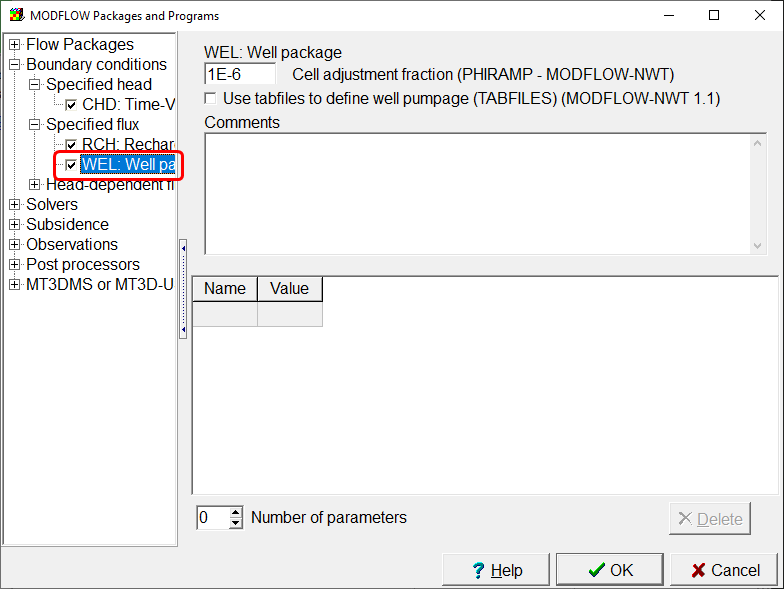 MODFLOW Packages and Programs
Flow Packages
Boundary conditions
Specified head
CHD: Time-V
Specified flux
RCH: Rechar
WEL: Well pa
Head-dependent fl
Solvers
Subsidence
Observations
Post processors
MT3DMS or MT3D-U
WEL: Well package
1E-6 Cell adjustment fraction (PHIRAMP - MODFLOW-NWT)
Use tabfiles to define well pumpage (TABFILES) (MODFLOW-NWT 1.1)
Comments
Name Value
0 Number of parameters
Delete
Help OK Cancel